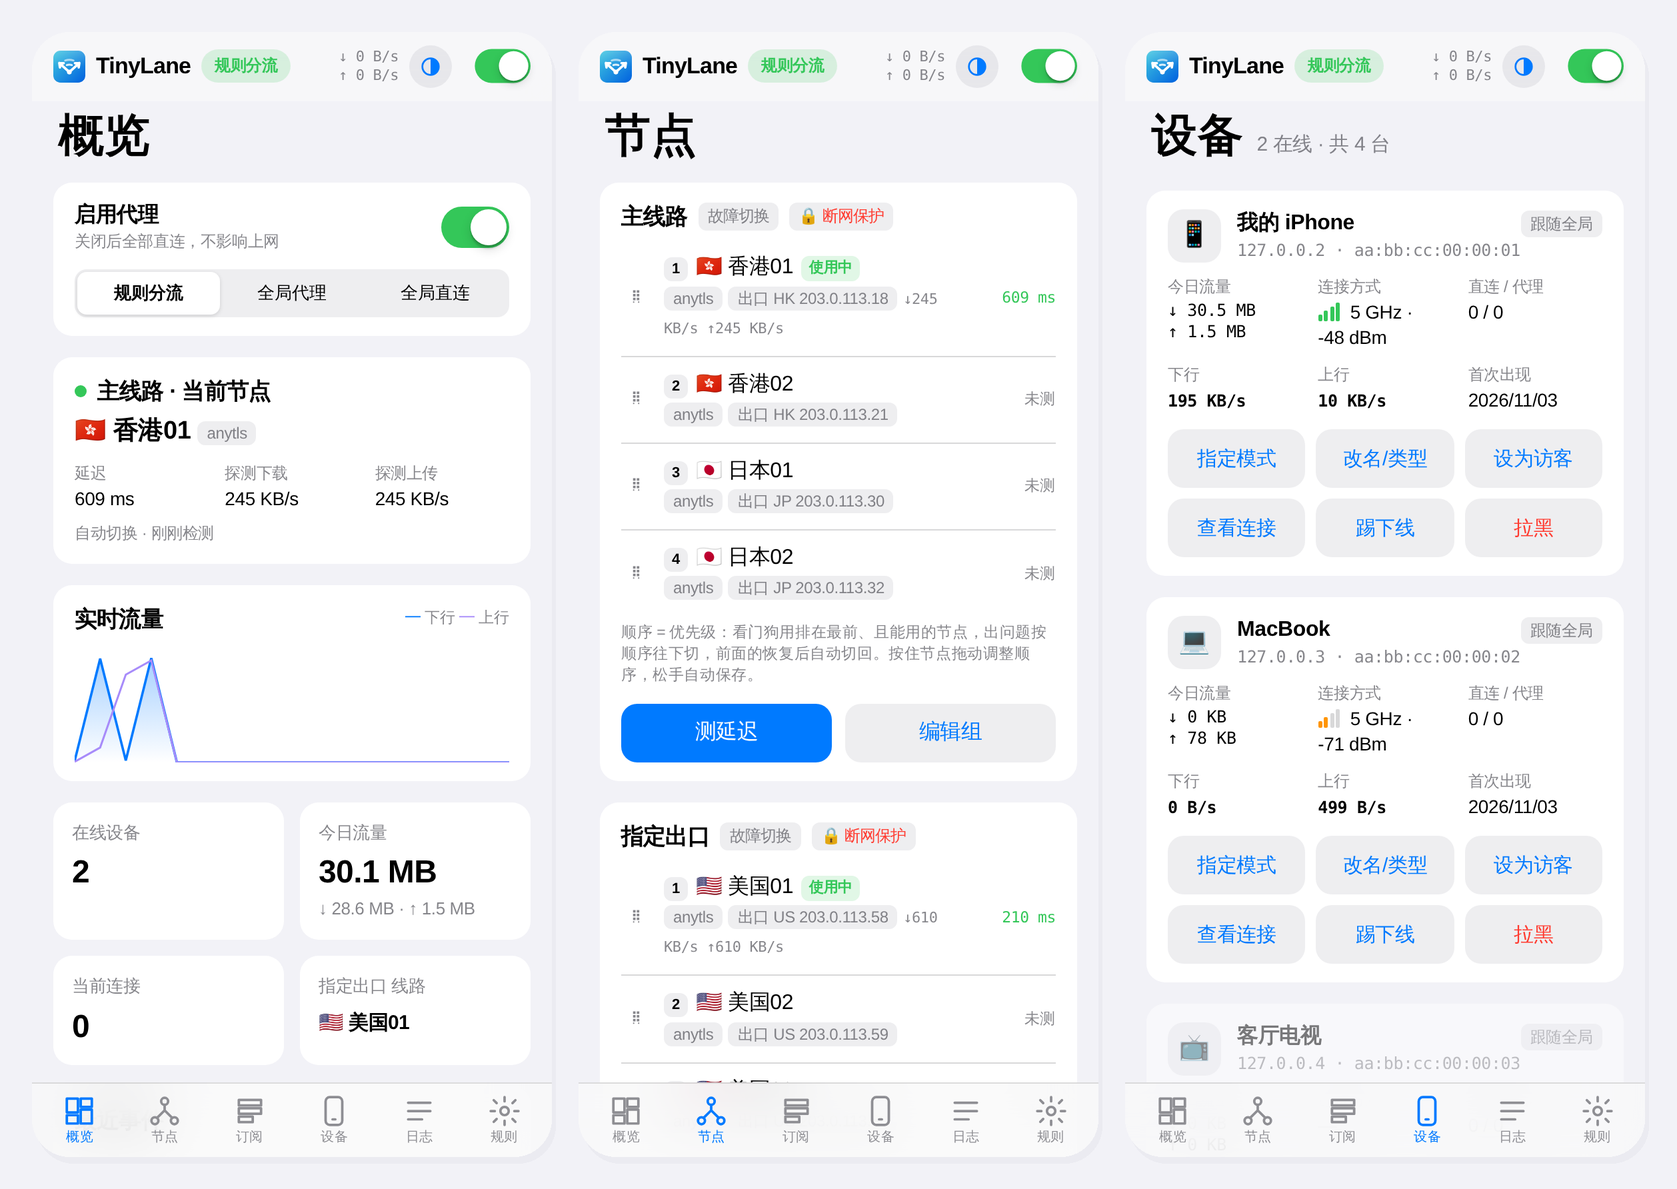 TinyLane 规则分流 ↓ 0 B/s
↑ 0 B/s
概览
启用代理
关闭后全部直连，不影响上网
规则分流 全局代理 全局直连
主线路 · 当前节点
🇭🇰 香港01 anytls
延迟 探测下载 探测上传
609 ms 245 KB/s 245 KB/s
自动切换 · 刚刚检测
实时流量 — 下行 — 上行
在线设备
2
今日流量
30.1 MB
↓ 28.6 MB · ↑ 1.5 MB
当前连接
0
指定出口 线路
🇺🇸 美国01
概览 节点 订阅 设备 日志 规则
TinyLane 规则分流 ↓ 0 B/s
↑ 0 B/s
节点
主线路 故障切换 🔒 断网保护
1 🇭🇰 香港01 使用中
anytls 出口 HK 203.0.113.18 ↓245 609 ms
KB/s ↑245 KB/s
2 🇭🇰 香港02
anytls 出口 HK 203.0.113.21 未测
3 🇯🇵 日本01
anytls 出口 JP 203.0.113.30 未测
4 🇯🇵 日本02
anytls 出口 JP 203.0.113.32 未测
顺序 = 优先级：看门狗用排在最前、且能用的节点，出问题按
顺序往下切，前面的恢复后自动切回。按住节点拖动调整顺
序，松手自动保存。
测延迟 编辑组
指定出口 故障切换 🔒 断网保护
1 🇺🇸 美国01 使用中
anytls 出口 US 203.0.113.58 ↓610 210 ms
KB/s ↑610 KB/s
2 🇺🇸 美国02
anytls 出口 US 203.0.113.59 未测
概览 节点 订阅 设备 日志 规则
TinyLane 规则分流 ↓ 0 B/s
↑ 0 B/s
设备 2 在线 · 共 4 台
我的 iPhone 跟随全局
127.0.0.2 · aa:bb:cc:00:00:01
今日流量 连接方式 直连 / 代理
↓ 30.5 MB 5 GHz · 0 / 0
↑ 1.5 MB -48 dBm
下行 上行 首次出现
195 KB/s 10 KB/s 2026/11/03
指定模式 改名/类型 设为访客
查看连接 踢下线 拉黑
MacBook 跟随全局
127.0.0.3 · aa:bb:cc:00:00:02
今日流量 连接方式 直连 / 代理
↓ 0 KB 5 GHz · 0 / 0
↑ 78 KB -71 dBm
下行 上行 首次出现
0 B/s 499 B/s 2026/11/03
指定模式 改名/类型 设为访客
查看连接 踢下线 拉黑
客厅电视 跟随全局
127.0.0.4 · aa:bb:cc:00:00:03
概览 节点 订阅 设备 日志 规则